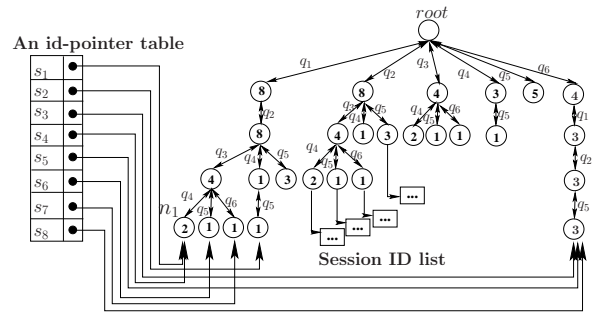 root
An id-pointer table
q1 q2 q3 q4 q5 q6
s1
s2
s3
s4
s5
s6
s7
s8
8 8 4 3 5 4
q2 q3 q4 q5 q4 q5 q6 q5 q1
8 4 1 3 2 1 1 1 3
q3 q4 q5 q4 q5 q6 q2
4 1 3 2 1 1 ... 3
q4 q5 q6 q5 q5
n1 2 1 1 1 ... ... ... 3
Session ID list